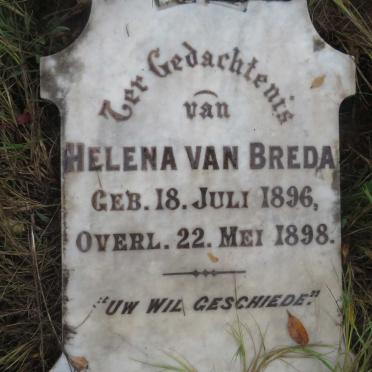 Ter Gedachtenis
van
HELENA VAN BREDA
GEB. 18. JULI 1896,
OVERL. 22. MEI 1898.
"UW WIL GESCHIEDE".